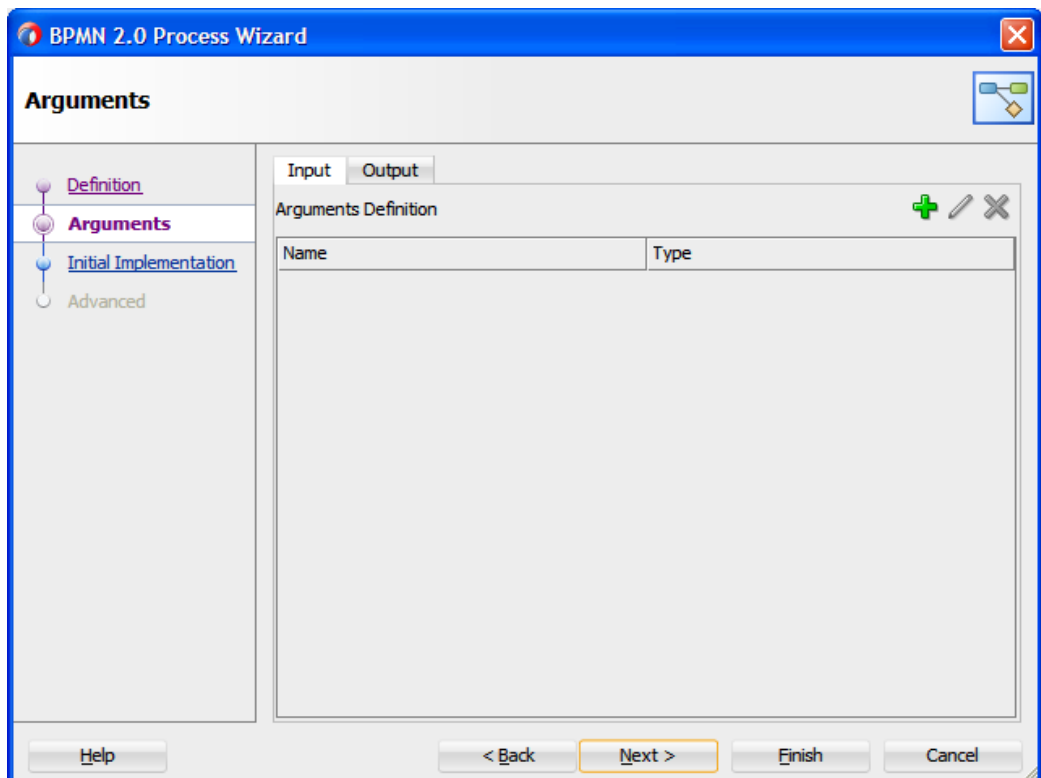 BPMN 2.0 Process Wizard
Arguments
Definition
Arguments
Initial Implementation
Advanced
Input Output
Arguments Definition
Name Type
Help < Back Next > Finish Cancel